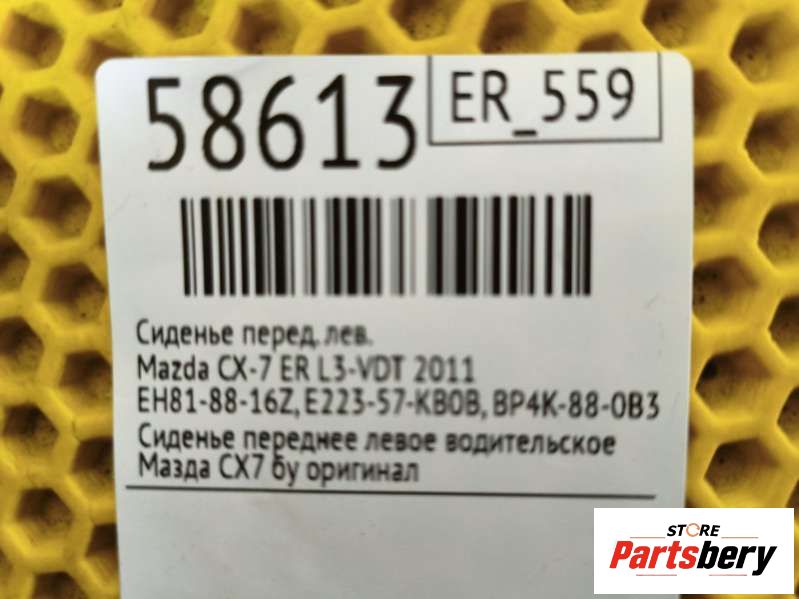 58613
ER_559
Сиденье перед. лев.
Mazda CX-7 ER L3-VDT 2011
EH81-88-16Z, E223-57-KB0B, BP4K-88-0B3
Сиденье переднее левое водительское
Мазда СХ7 бу оригинал
STORE
Partsbery